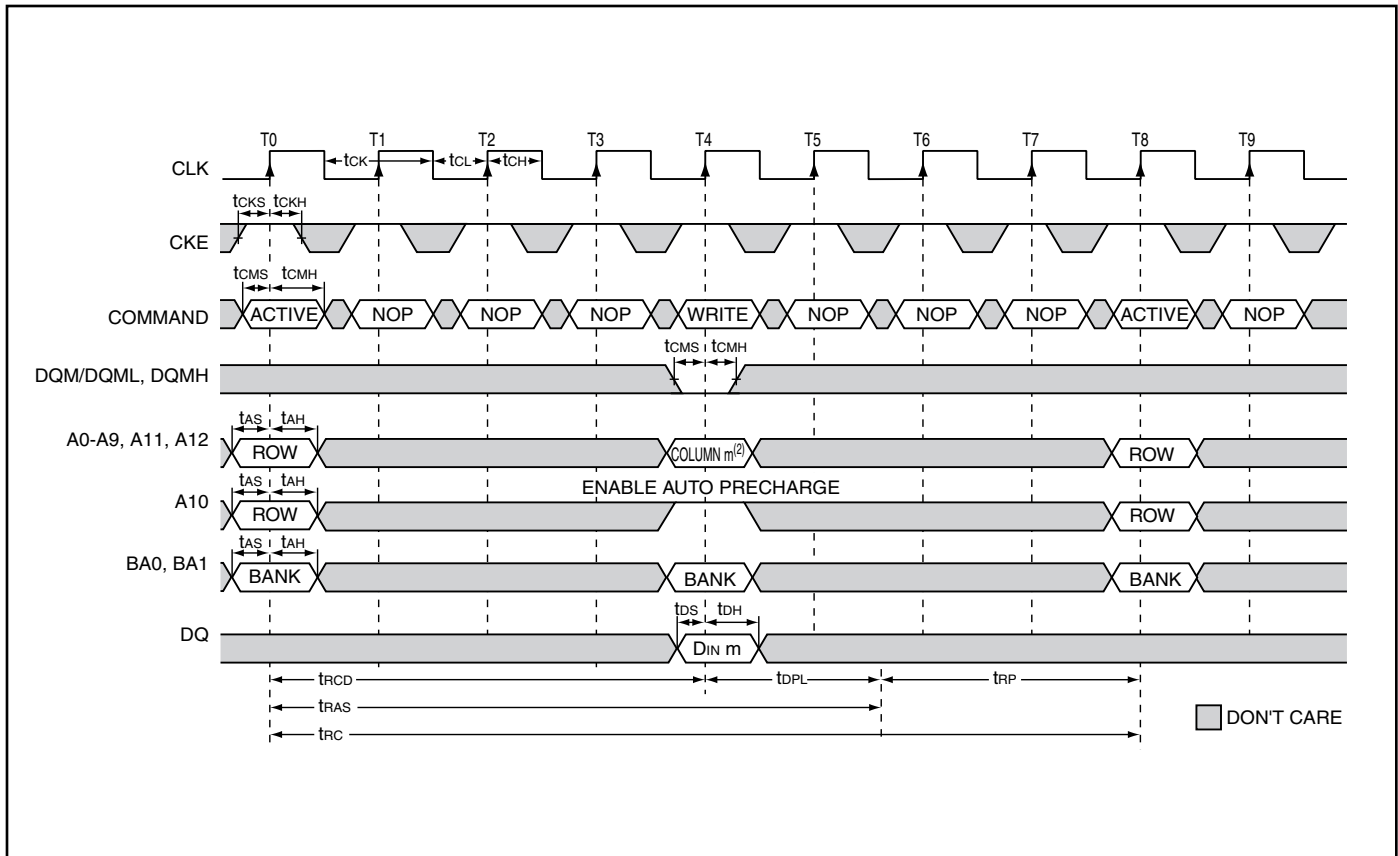 T0 T1 T2 T3 T4 T5 T6 T7 T8 T9
CLK
tCK tCL tCH
tCKS tCKH
CKE
tCMS tCMH
COMMAND ACTIVE NOP NOP NOP WRITE NOP NOP NOP ACTIVE NOP
tCMS tCMH
DQM/DQML, DQMH
tAS tAH
A0-A9, A11, A12 ROW COLUMN m(2) ROW
tAS tAH
ENABLE AUTO PRECHARGE
A10 ROW ROW
tAS tAH
BA0, BA1 BANK BANK BANK
tDS tDH
DQ DIN m
tRCD tDPL tRP
tRAS
tRC
DON'T CARE